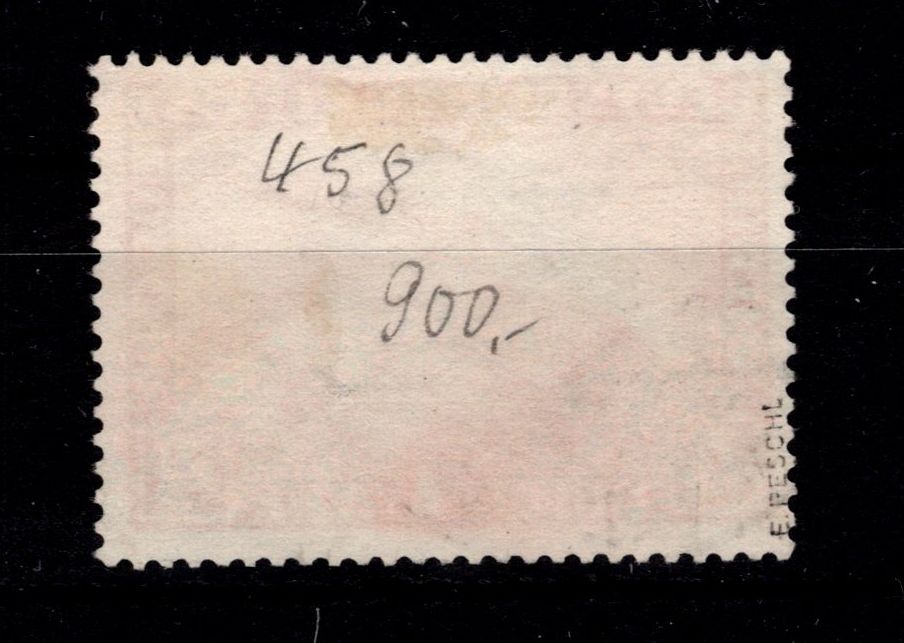 458
900,-
E. PESCHL